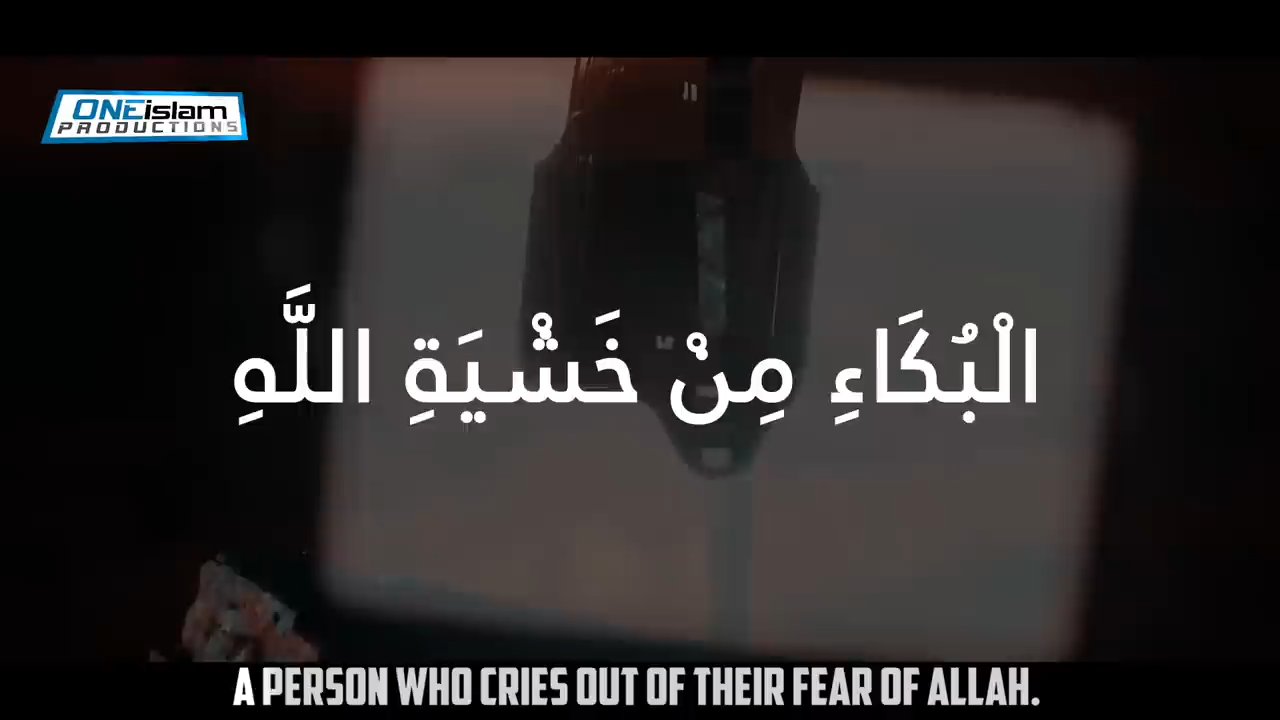 ONEislam
PRODUCTIONS
الْبُكَاءِ مِنْ خَشْيَةِ اللَّهِ
A PERSON WHO CRIES OUT OF THEIR FEAR OF ALLAH.